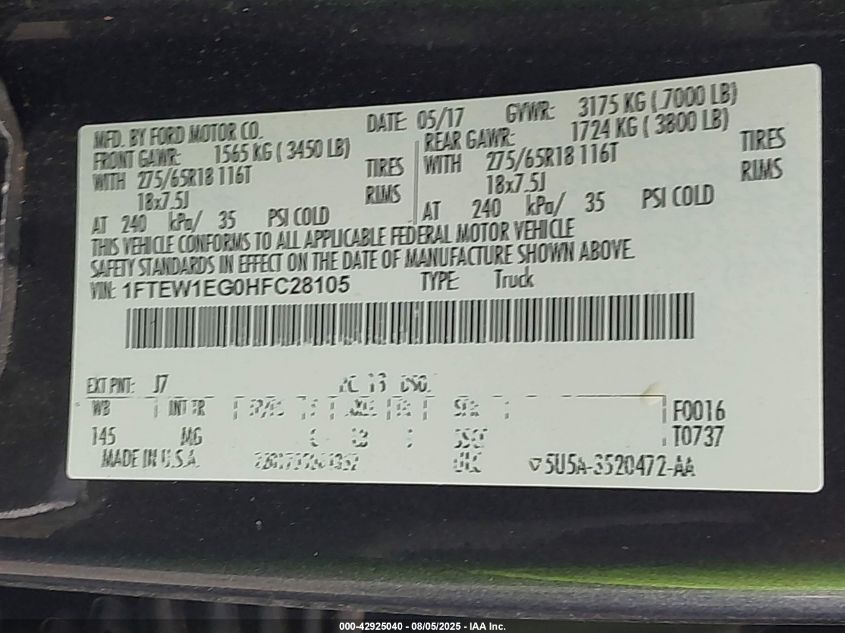 MFD. BY FORD MOTOR CO. DATE: 05/17 GVWR: 3175 KG ( 7000 LB)
FRONT GAWR: 1565 KG ( 3450 LB) REAR GAWR: 1724 KG ( 3800 LB)
WITH 275/65R18 116T TIRES WITH 275/65R18 116T TIRES
18x7.5J RIMS 18x7.5J RIMS
AT 240 kPa/ 35 PSI COLD AT 240 kPa/ 35 PSI COLD
THIS VEHICLE CONFORMS TO ALL APPLICABLE FEDERAL MOTOR VEHICLE
SAFETY STANDARDS IN EFFECT ON THE DATE OF MANUFACTURE SHOWN ABOVE.
VIN: 1FTEW1EG0HFC28105 TYPE: Truck
EXT PNT: J7 RC: 13 DSO:
WB INT TR F0016
145 MG T0737
MADE IN U.S.A. 5U5A-3520472-AA
000-42925040 - 08/05/2025 - IAA Inc.